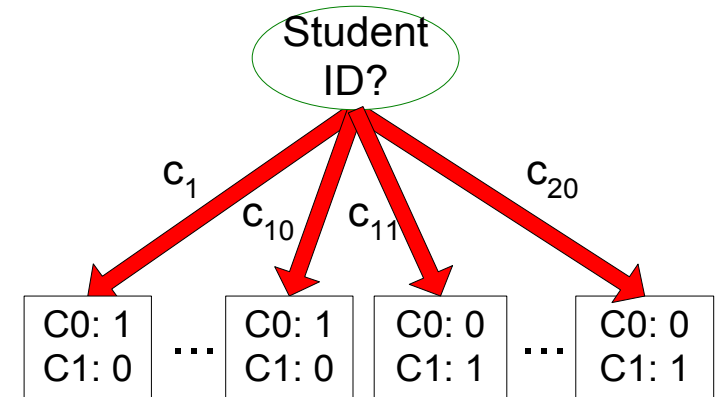 Student
ID?
c₁
c₁₀
c₁₁
c₂₀
C0: 1
C1: 0
...
C0: 1
C1: 0
C0: 0
C1: 1
...
C0: 0
C1: 1